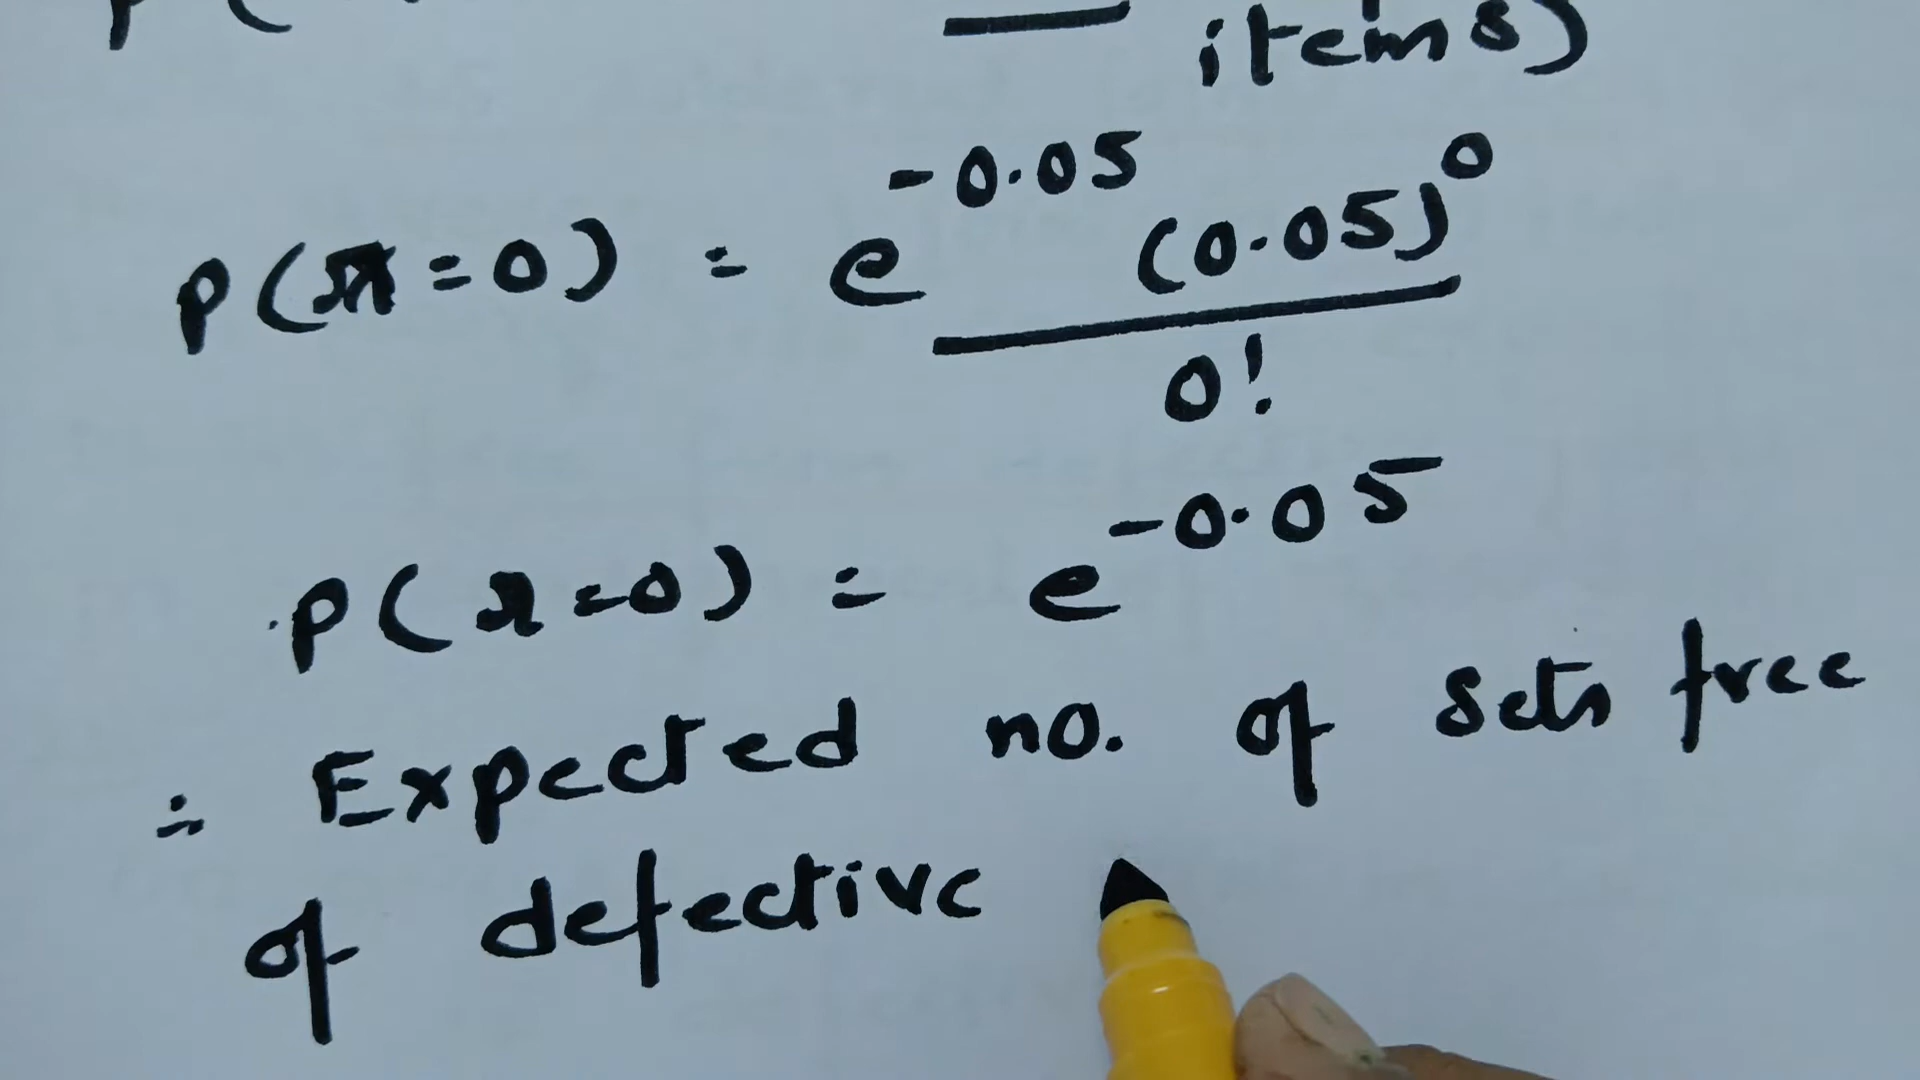 P(
items)
P(x=0) = e^-0.05 (0.05)^0
0!
P(x=0) = e^-0.05
∴ Expected no. of sets free
of defective